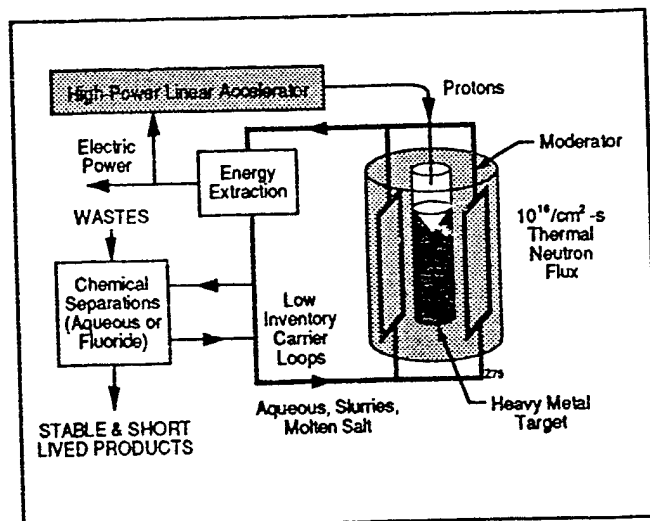 High-Power Linear Accelerator
Protons
Electric
Power
Energy
Extraction
Moderator
WASTES
10¹⁶/cm² -s
Thermal
Neutron
Flux
Chemical
Separations
(Aqueous or
Fluoride)
Low
Inventory
Carrier
Loops
Aqueous, Slurries,
Molten Salt
Heavy Metal
Target
STABLE & SHORT
LIVED PRODUCTS